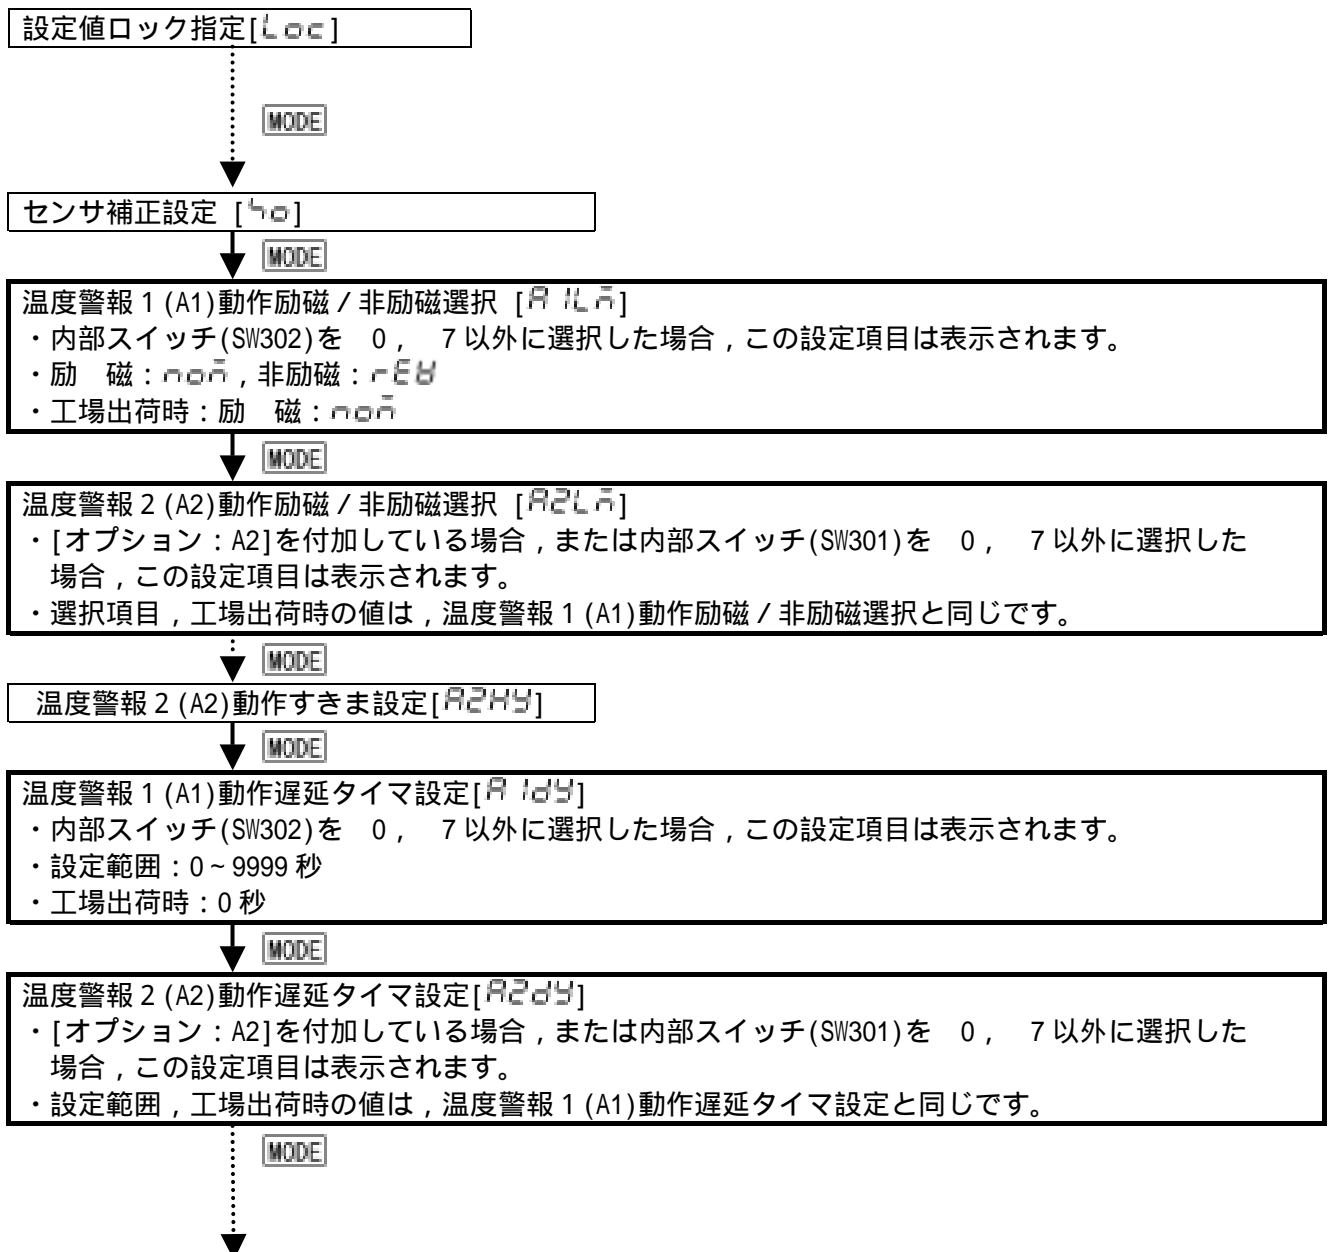 設定値ロック指定[Loc]
MODE
センサ補正設定 [so]
MODE
温度警報１(A1)動作励磁／非励磁選択 [A1Lm]
・内部スイッチ(SW302)を　0，　７以外に選択した場合，この設定項目は表示されます。
・励　磁：nom，非励磁：rEV
・工場出荷時：励　磁：nom
MODE
温度警報２(A2)動作励磁／非励磁選択 [A2Lm]
・[オプション：A2]を付加している場合，または内部スイッチ(SW301)を　0，　７以外に選択した
場合，この設定項目は表示されます。
・選択項目，工場出荷時の値は，温度警報１(A1)動作励磁／非励磁選択と同じです。
MODE
温度警報２(A2)動作すきま設定[A2HY]
MODE
温度警報１(A1)動作遅延タイマ設定[A1dY]
・内部スイッチ(SW302)を　0，　７以外に選択した場合，この設定項目は表示されます。
・設定範囲：0～9999 秒
・工場出荷時：0 秒
MODE
温度警報２(A2)動作遅延タイマ設定[A2dY]
・[オプション：A2]を付加している場合，または内部スイッチ(SW301)を　0，　７以外に選択した
場合，この設定項目は表示されます。
・設定範囲，工場出荷時の値は，温度警報１(A1)動作遅延タイマ設定と同じです。
MODE